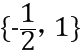 {-1/2, 1}